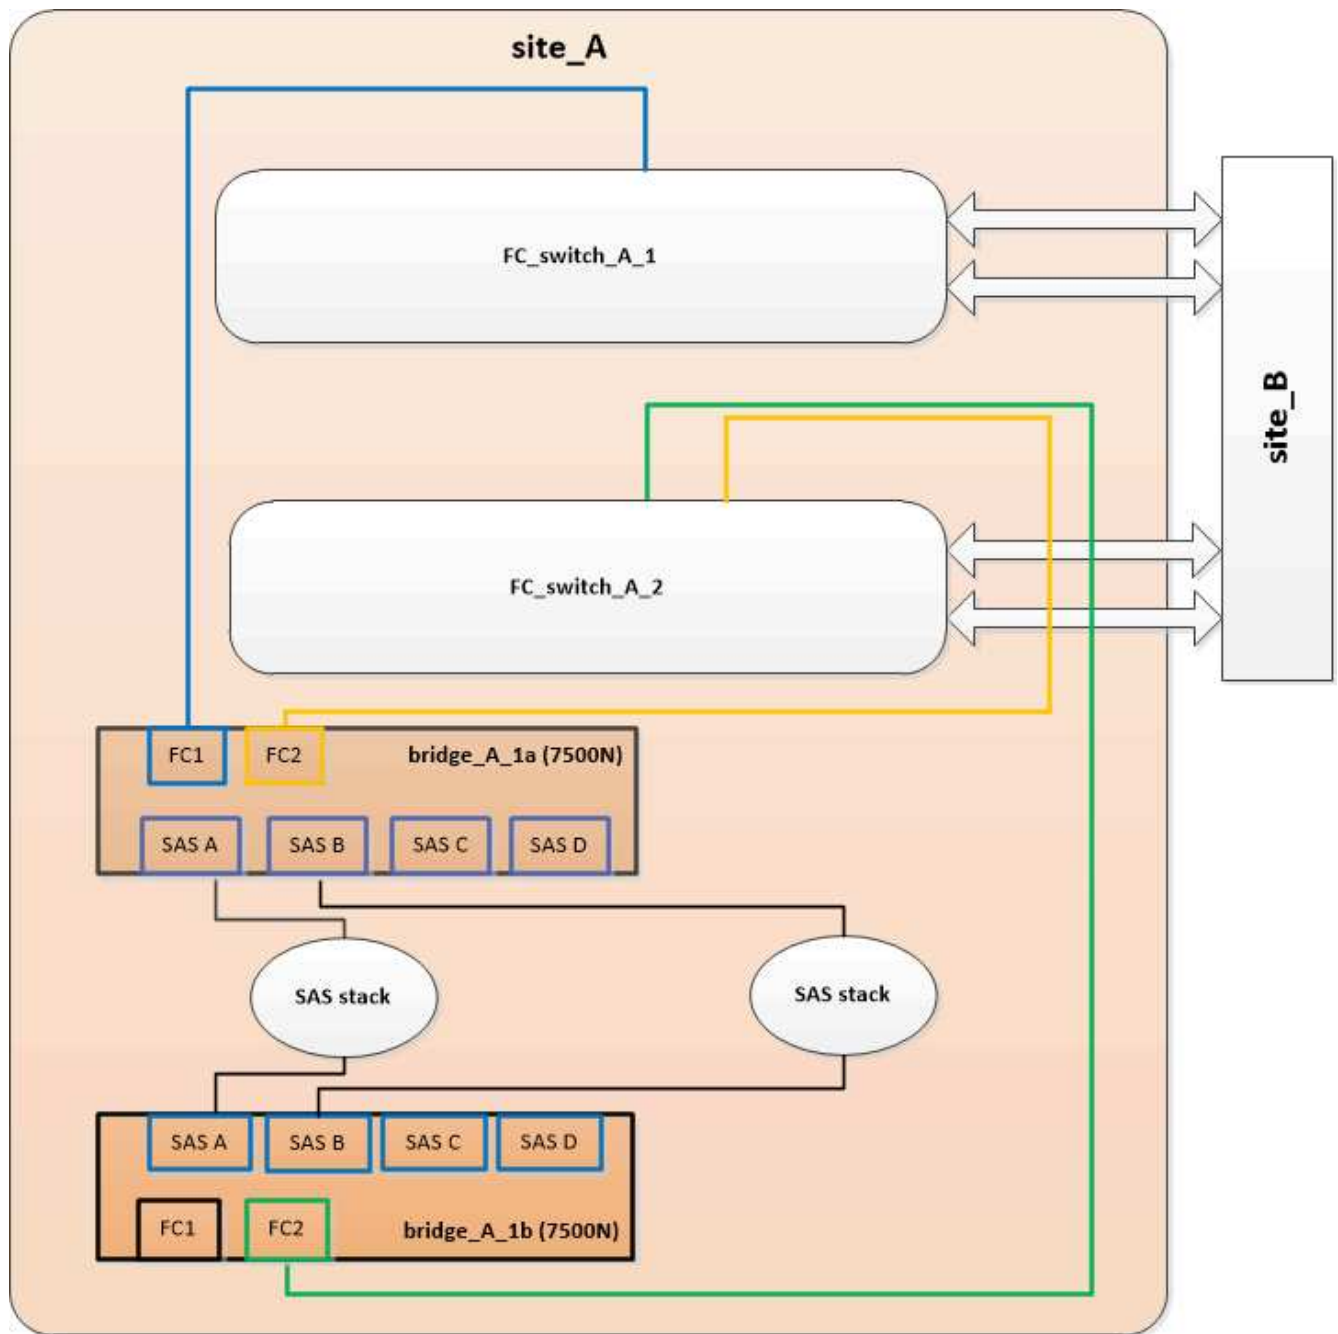 site_A
FC_switch_A_1
site_B
FC_switch_A_2
FC1
FC2
bridge_A_1a (7500N)
SAS A
SAS B
SAS C
SAS D
SAS stack
SAS stack
SAS A
SAS B
SAS C
SAS D
FC1
FC2
bridge_A_1b (7500N)